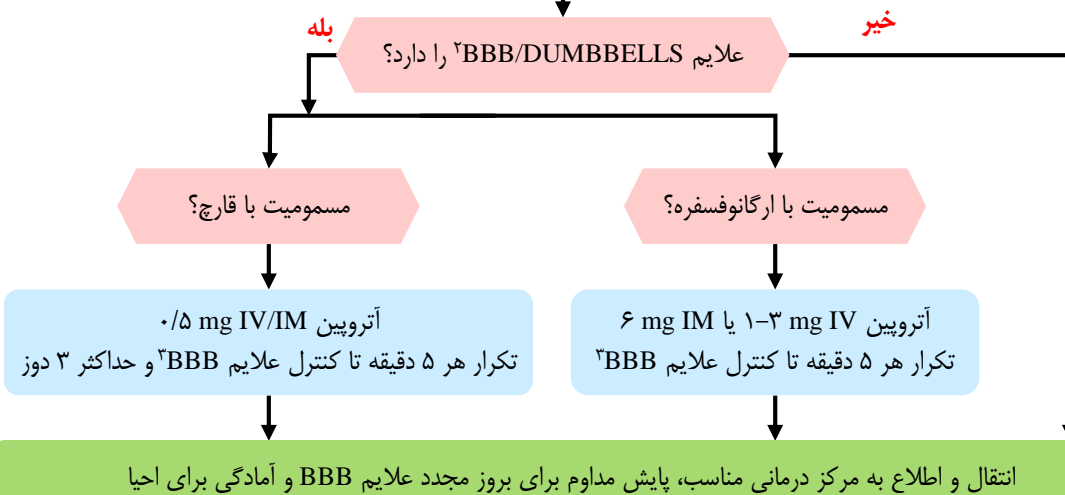 خیر
بله
علایم BBB/DUMBBELLS² را دارد؟
مسمومیت با ارگانوفسفره؟
مسمومیت با قارچ؟
آتروپین ۱–۳ mg IV یا ۶ mg IM
تکرار هر ۵ دقیقه تا کنترل علایم BBB³
آتروپین ۰/۵ mg IV/IM
تکرار هر ۵ دقیقه تا کنترل علایم BBB³ و حداکثر ۳ دوز
انتقال و اطلاع به مرکز درمانی مناسب، پایش مداوم برای بروز مجدد علایم BBB و آمادگی برای احیا